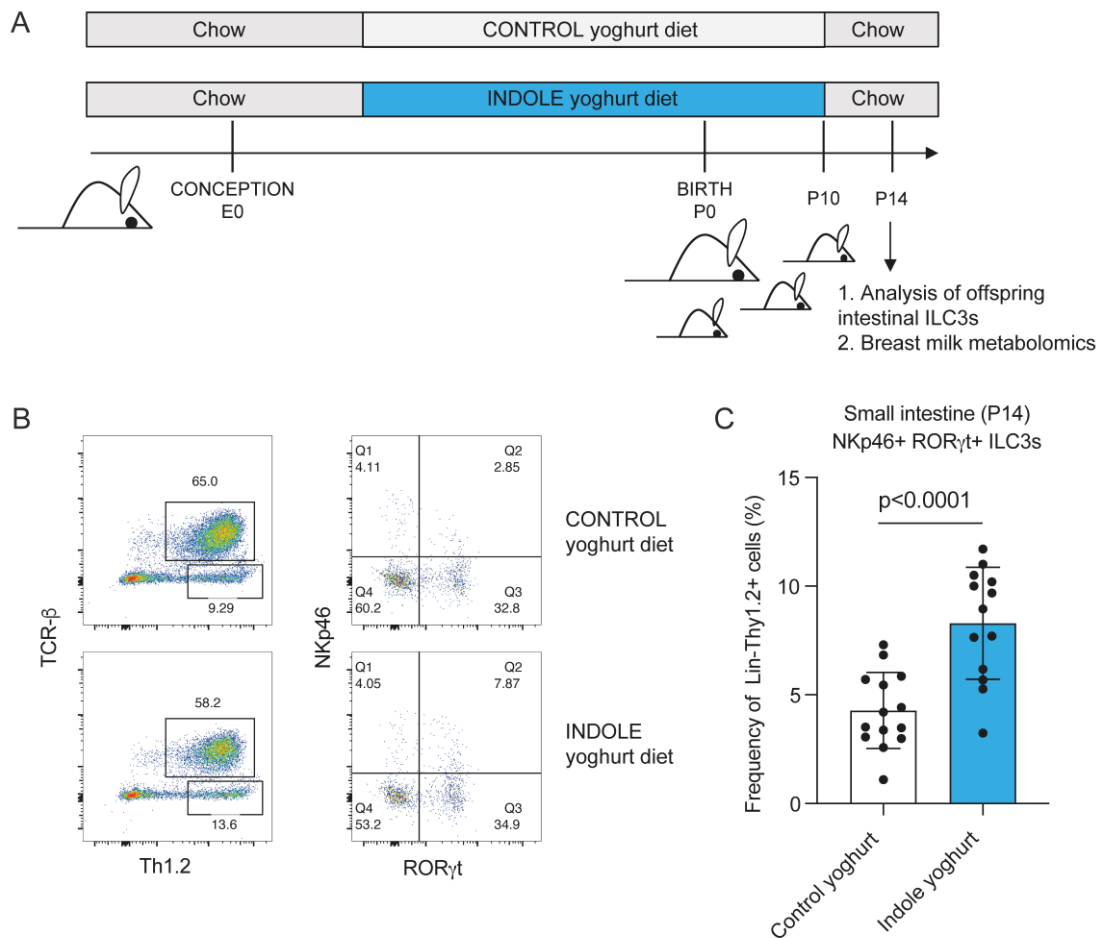 A
Chow CONTROL yoghurt diet Chow
Chow INDOLE yoghurt diet Chow
CONCEPTION
E0
BIRTH
P0
P10
P14
1. Analysis of offspring
intestinal ILC3s
2. Breast milk metabolomics
B
TCR-β
65.0
9.29
58.2
13.6
Th1.2
NKp46
Q1
4.11
Q2
2.85
Q4
60.2
Q3
32.8
Q1
4.05
Q2
7.87
Q4
53.2
Q3
34.9
RORγt
CONTROL
yoghurt diet
INDOLE
yoghurt diet
C
Small intestine (P14)
NKp46+ RORγt+ ILC3s
Frequency of Lin-Thy1.2+ cells (%)
15
10
5
0
p<0.0001
Control yoghurt
Indole yoghurt